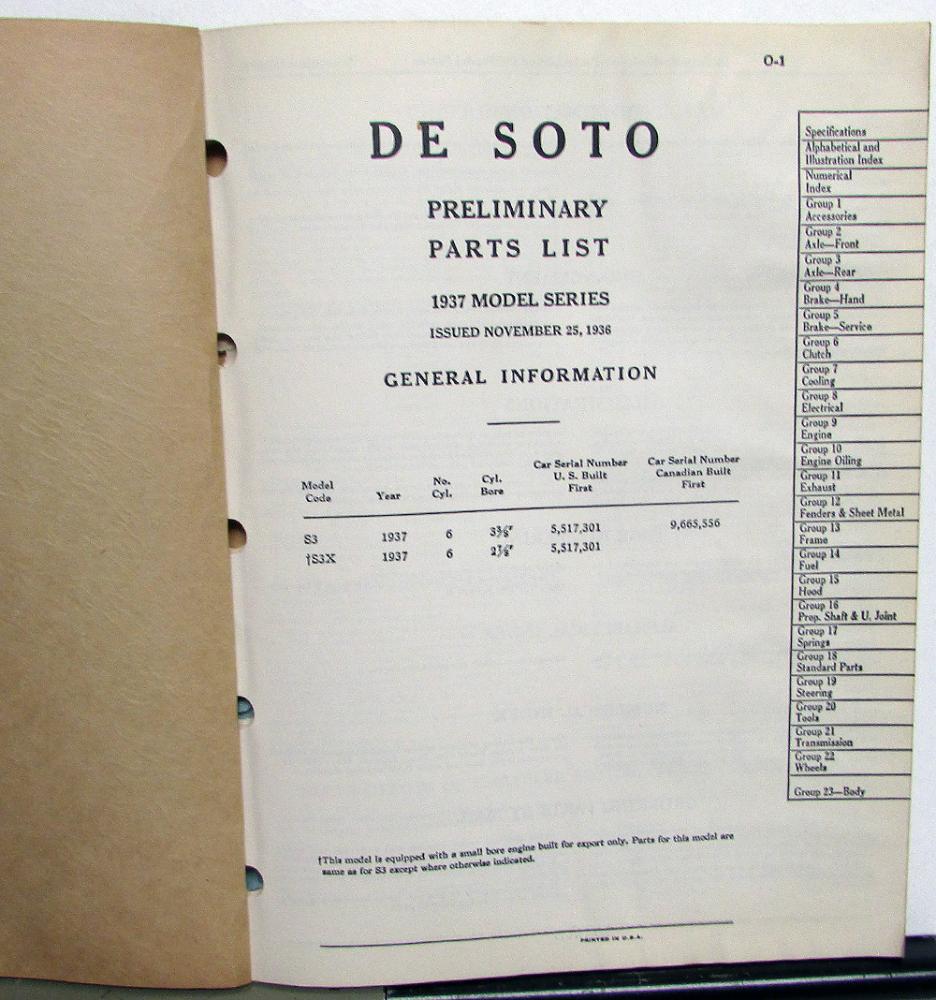 O-1
DE SOTO
PRELIMINARY
PARTS LIST
1937 MODEL SERIES
ISSUED NOVEMBER 25, 1936
GENERAL INFORMATION
Model Code Year No. Cyl. Cyl. Bore Car Serial Number U. S. Built First Car Serial Number Canadian Built First
S3 1937 6 3⅜″ 5,517,301 9,665,556
†S3X 1937 6 2⅞″ 5,517,301
†This model is equipped with a small bore engine built for export only. Parts for this model are
same as for S3 except where otherwise indicated.
PRINTED IN U.S.A.
Specifications
Alphabetical and
Illustration Index
Numerical
Index
Group 1
Accessories
Group 2
Axle—Front
Group 3
Axle—Rear
Group 4
Brake—Hand
Group 5
Brake—Service
Group 6
Clutch
Group 7
Cooling
Group 8
Electrical
Group 9
Engine
Group 10
Engine Oiling
Group 11
Exhaust
Group 12
Fenders & Sheet Metal
Group 13
Frame
Group 14
Fuel
Group 15
Hood
Group 16
Prop. Shaft & U. Joint
Group 17
Springs
Group 18
Standard Parts
Group 19
Steering
Group 20
Tools
Group 21
Transmission
Group 22
Wheels
Group 23—Body